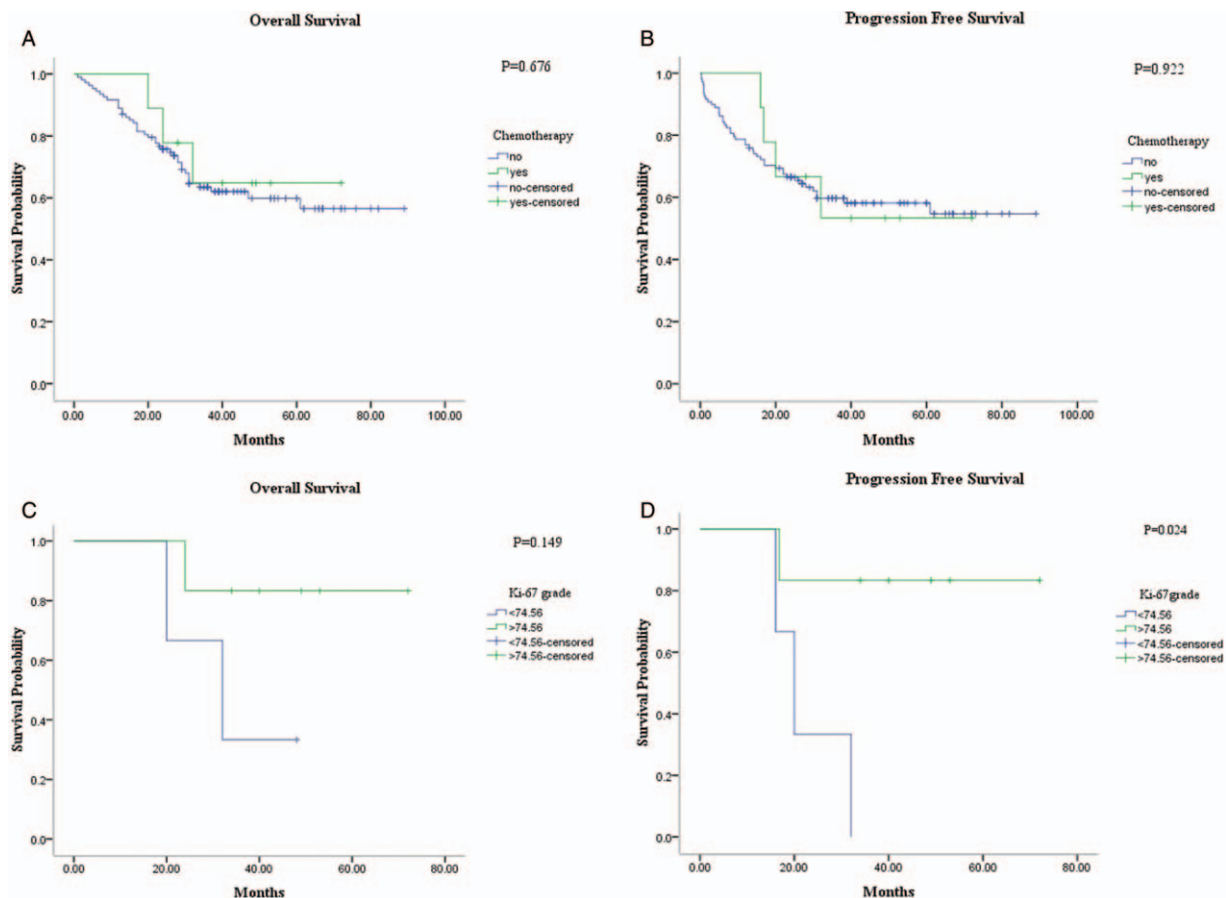 Overall Survival
A
P=0.676
Survival Probability
1.0
0.8
0.6
0.4
0.2
0.0
Chemotherapy
no
yes
no-censored
yes-censored
0.00 20.00 40.00 60.00 80.00 100.00
Months
Progression Free Survival
B
P=0.922
Survival Probability
1.0
0.8
0.6
0.4
0.2
0.0
Chemotherapy
no
yes
no-censored
yes-censored
0.00 20.00 40.00 60.00 80.00 100.00
Months
Overall Survival
C
P=0.149
Survival Probability
1.0
0.8
0.6
0.4
0.2
0.0
Ki-67 grade
<74.56
>74.56
<74.56-censored
>74.56-censored
0.00 20.00 40.00 60.00 80.00
Months
Progression Free Survival
D
P=0.024
Survival Probability
1.0
0.8
0.6
0.4
0.2
0.0
Ki-67grade
<74.56
>74.56
<74.56-censored
>74.56-censored
0.00 20.00 40.00 60.00 80.00
Months